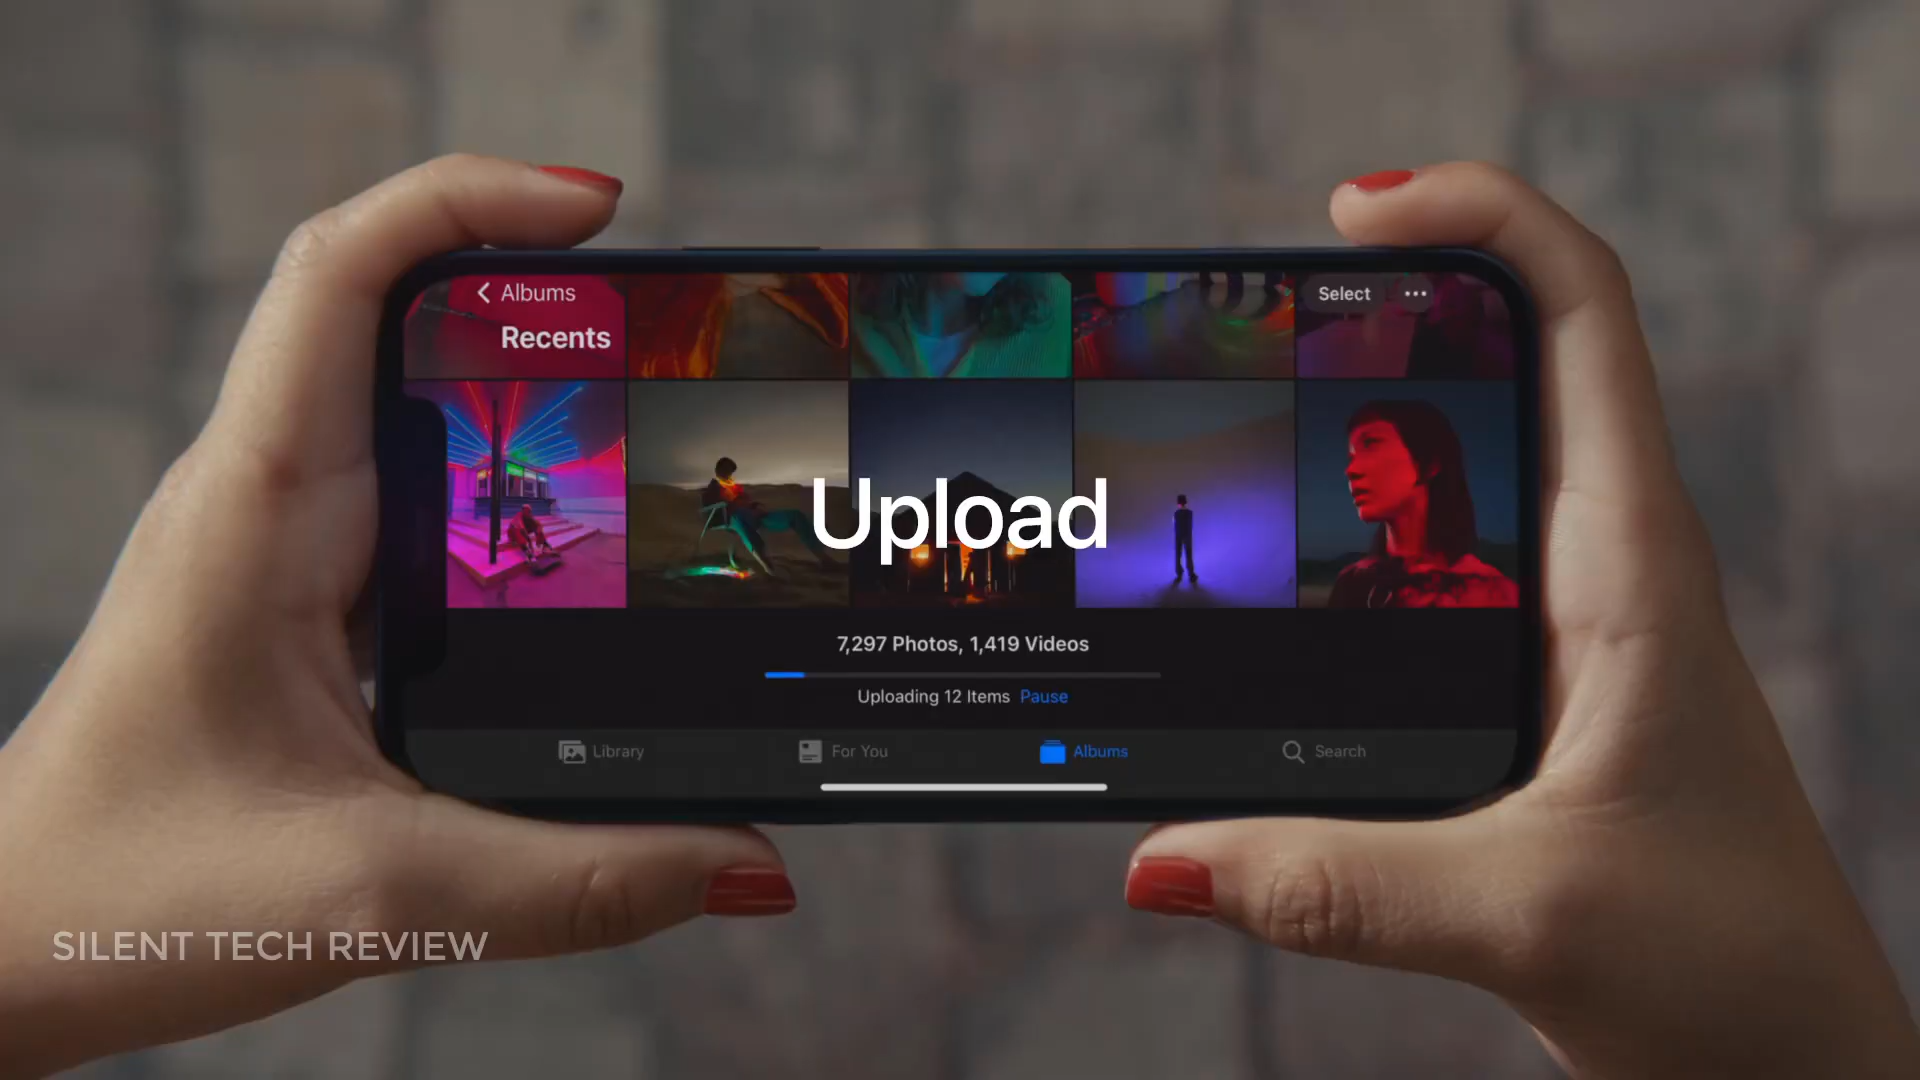 Albums
Recents
Select
Upload
7,297 Photos, 1,419 Videos
Uploading 12 Items Pause
Library
For You
Albums
Search
SILENT TECH REVIEW